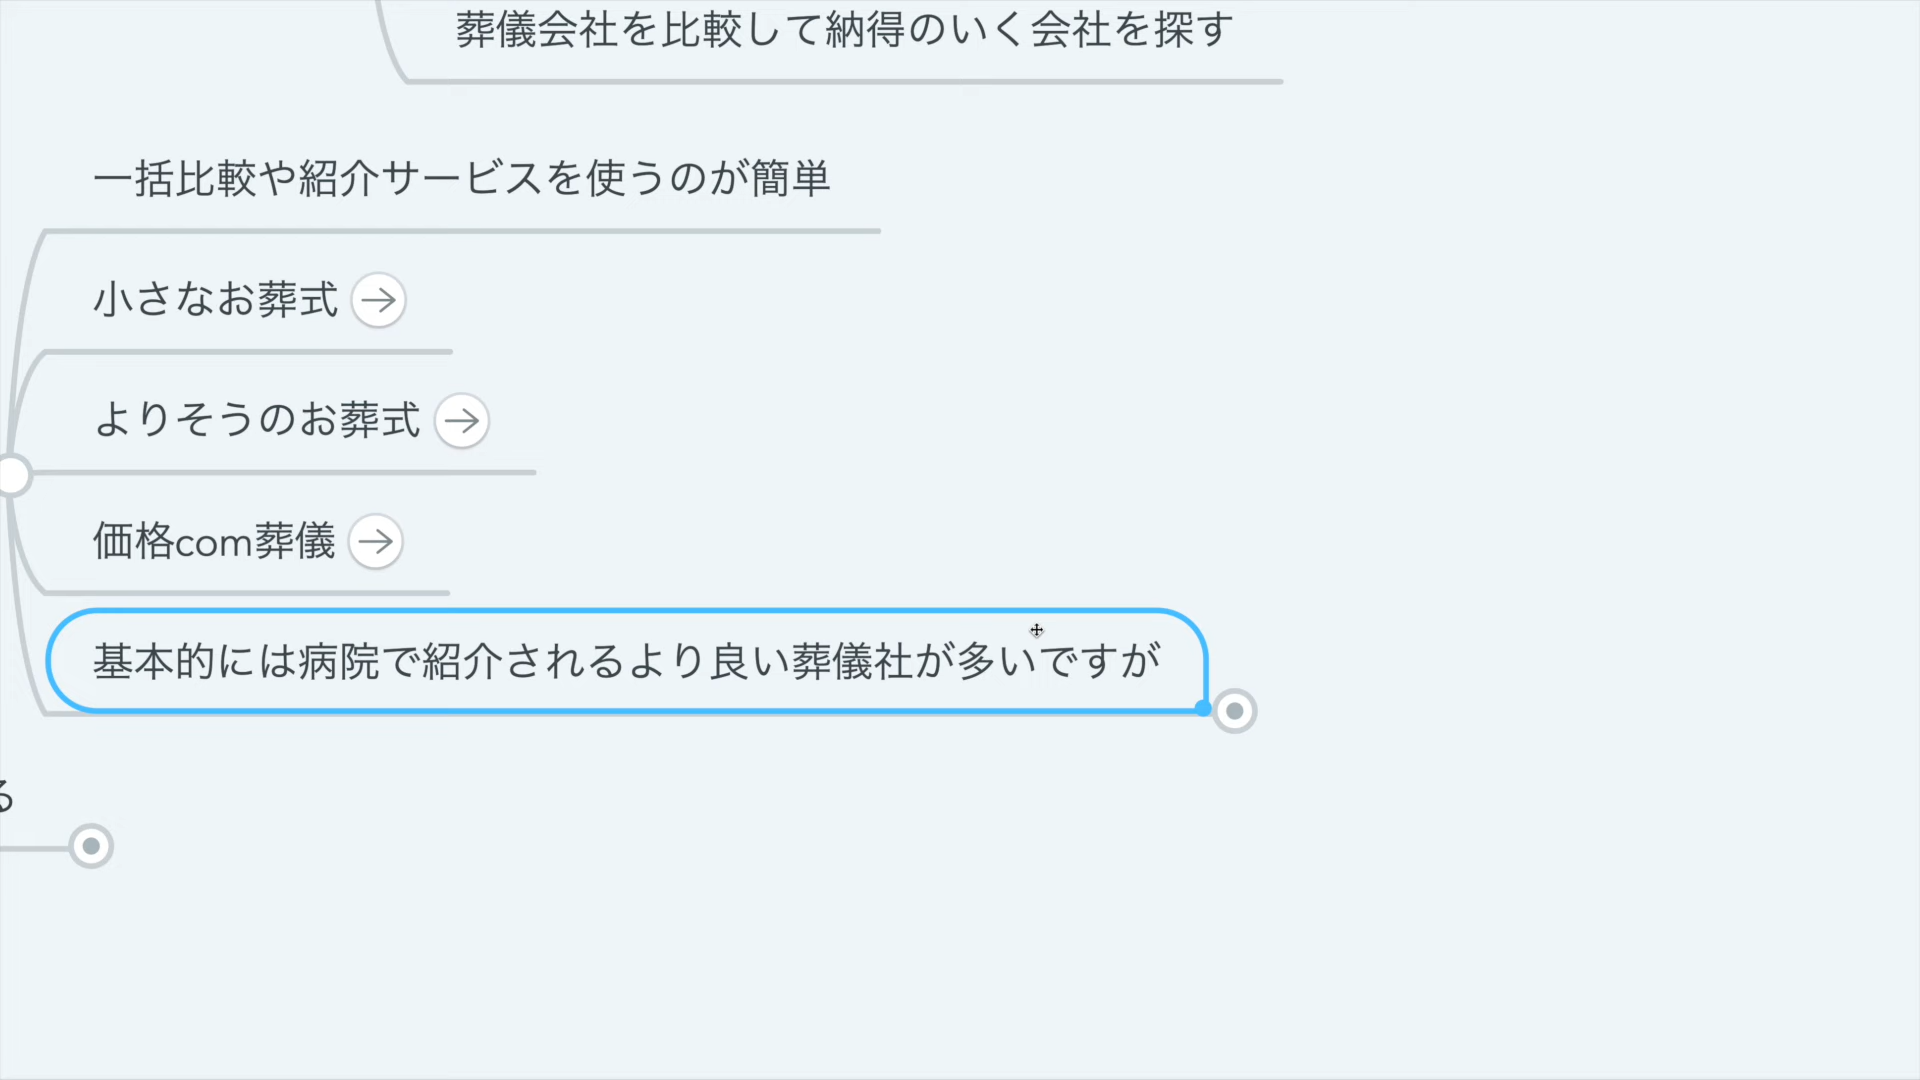 葬儀会社を比較して納得のいく会社を探す
一括比較や紹介サービスを使うのが簡単
小さなお葬式
よりそうのお葬式
価格com葬儀
基本的には病院で紹介されるより良い葬儀社が多いですが
る